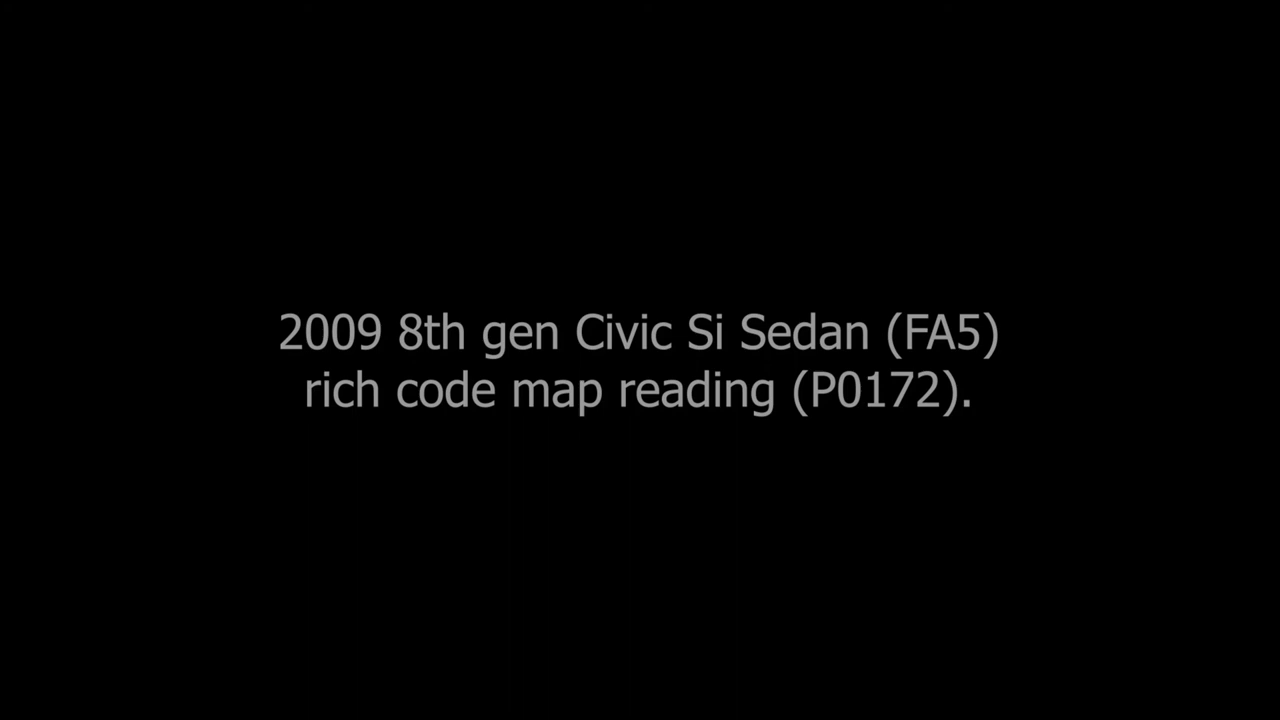 2009 8th gen Civic Si Sedan (FA5)
rich code map reading (P0172).